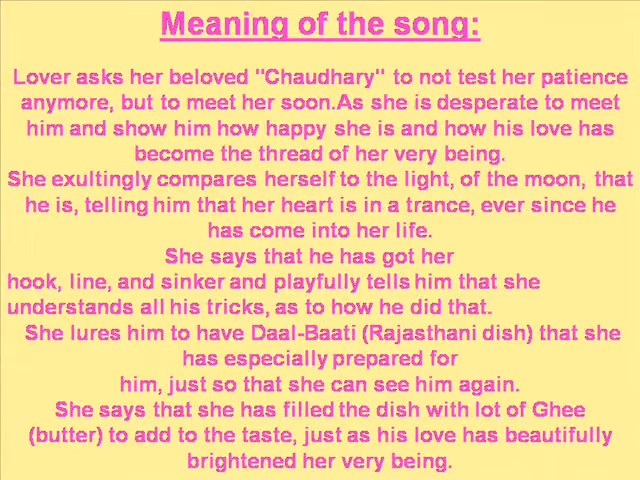 Meaning of the song:
Lover asks her beloved "Chaudhary" to not test her patience
anymore, but to meet her soon.As she is desperate to meet
him and show him how happy she is and how his love has
become the thread of her very being.
She exultingly compares herself to the light, of the moon, that
he is, telling him that her heart is in a trance, ever since he
has come into her life.
She says that he has got her
hook, line, and sinker and playfully tells him that she
understands all his tricks, as to how he did that.
She lures him to have Daal-Baati (Rajasthani dish) that she
has especially prepared for
him, just so that she can see him again.
She says that she has filled the dish with lot of Ghee
(butter) to add to the taste, just as his love has beautifully
brightened her very being.